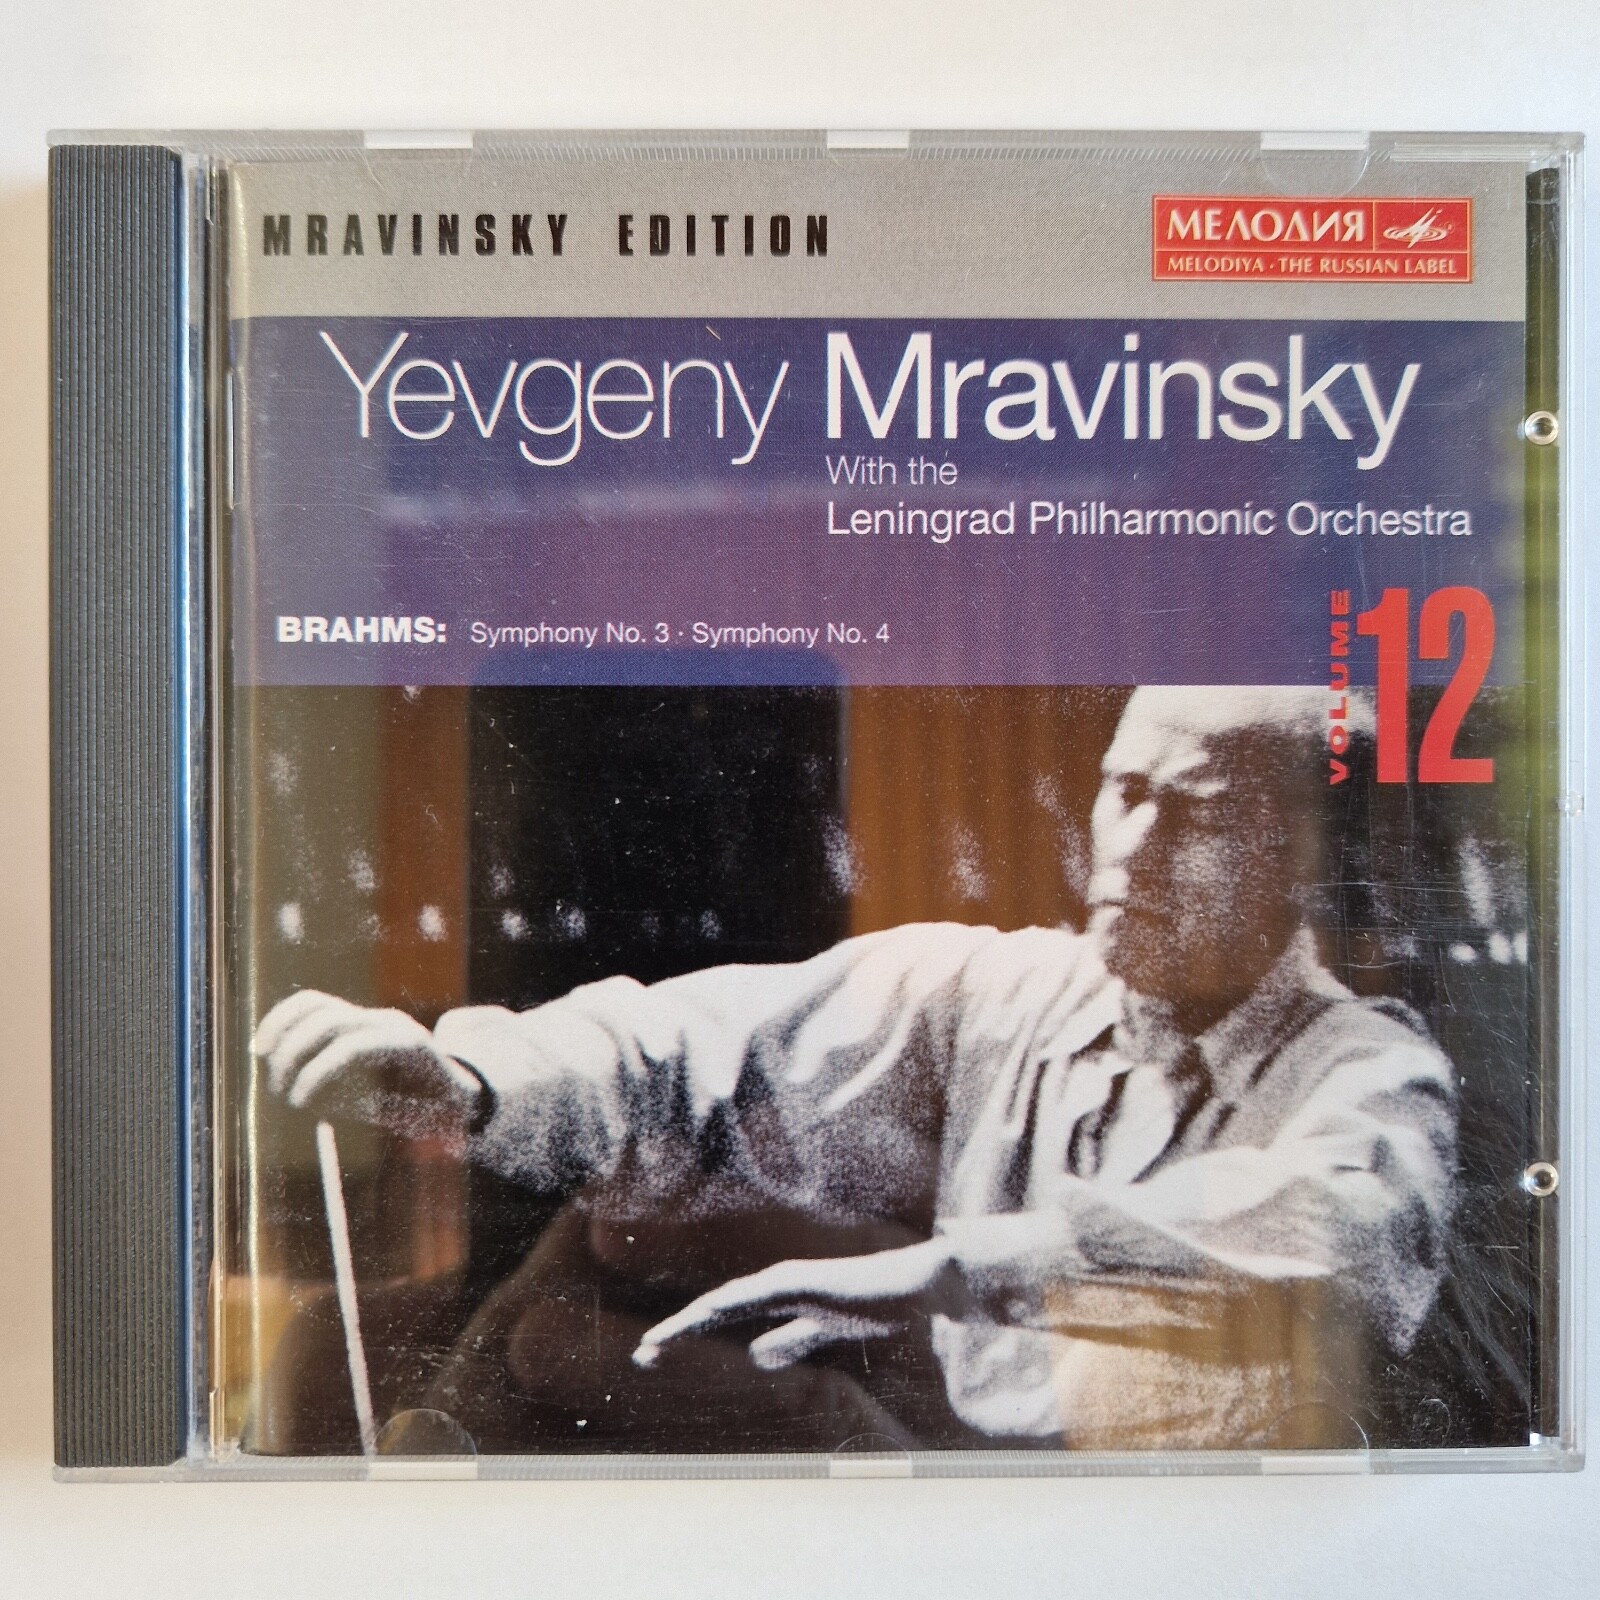 MRAVINSKY EDITION
МЕЛОДИЯ
MELODIYA · THE RUSSIAN LABEL
Yevgeny Mravinsky
With the
Leningrad Philharmonic Orchestra
BRAHMS: Symphony No. 3 · Symphony No. 4
VOLUME 12